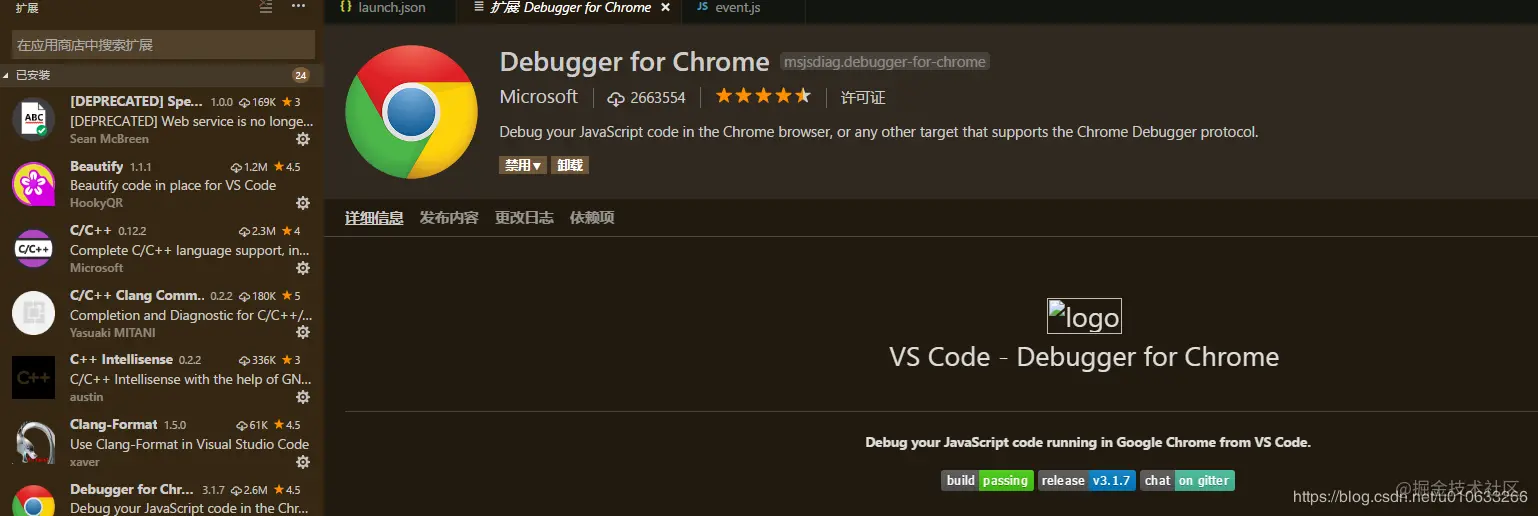 扩展
launch.json
扩展 Debugger for Chrome
JS event.js
在应用商店中搜索扩展
已安装 24
[DEPRECATED] Spe... 1.0.0 169K 3
[DEPRECATED] Web service is no longe...
Sean McBreen
Beautify 1.1.1 1.2M 4.5
Beautify code in place for VS Code
HookyQR
C/C++ 0.12.2 2.3M 4
Complete C/C++ language support, in...
Microsoft
C/C++ Clang Comm... 0.2.2 180K 5
Completion and Diagnostic for C/C++/...
Yasuaki MITANI
C++ Intellisense 0.2.2 336K 3
C/C++ Intellisense with the help of GN...
austin
Clang-Format 1.5.0 61K 4.5
Use Clang-Format in Visual Studio Code
xaver
Debugger for Chr... 3.1.7 2.6M 4.5
Debug your JavaScript code in the Chr...
ABC
C/C++
C++
Debugger for Chrome msjsdiag.debugger-for-chrome
Microsoft 2663554 许可证
Debug your JavaScript code in the Chrome browser, or any other target that supports the Chrome Debugger protocol.
禁用 卸载
详细信息 发布内容 更改日志 依赖项
logo
VS Code - Debugger for Chrome
Debug your JavaScript code running in Google Chrome from VS Code.
build passing release v3.1.7 chat on gitter
@掘金技术社区
https://blog.csdn.net/u010633266